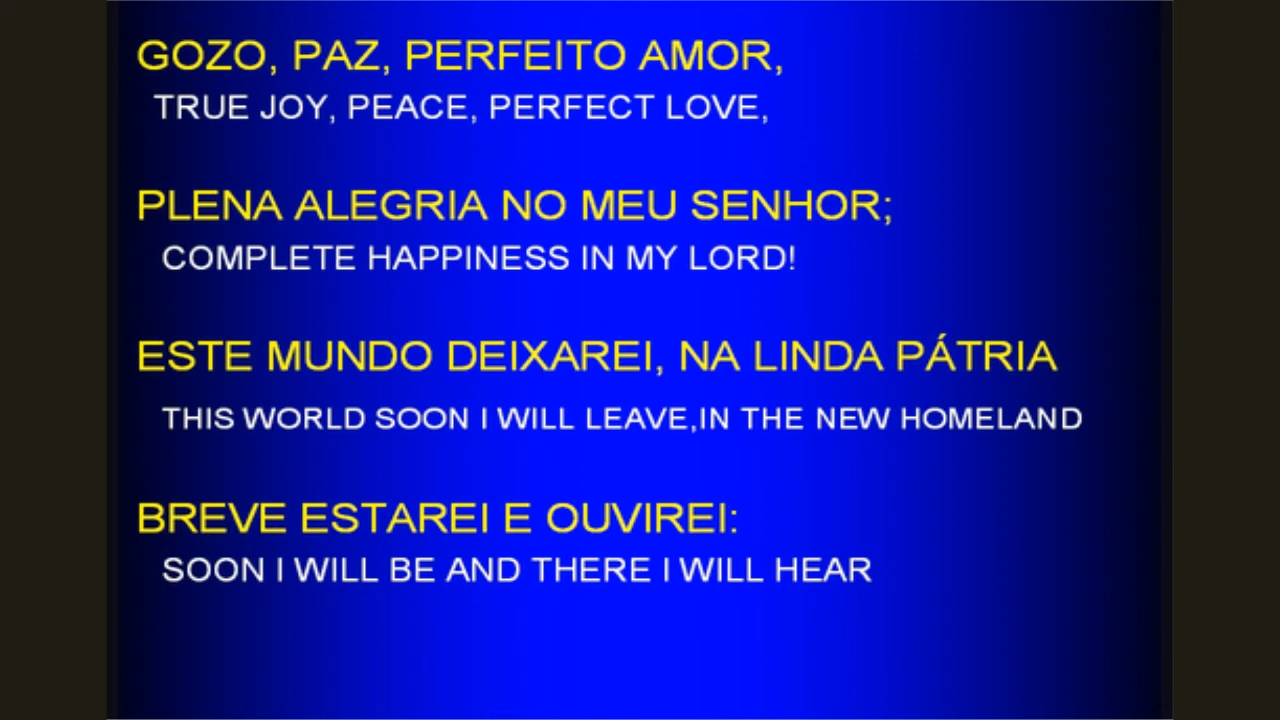 GOZO, PAZ, PERFEITO AMOR,
TRUE JOY, PEACE, PERFECT LOVE,
PLENA ALEGRIA NO MEU SENHOR;
COMPLETE HAPPINESS IN MY LORD!
ESTE MUNDO DEIXAREI, NA LINDA PÁTRIA
THIS WORLD SOON I WILL LEAVE,IN THE NEW HOMELAND
BREVE ESTAREI E OUVIREI:
SOON I WILL BE AND THERE I WILL HEAR